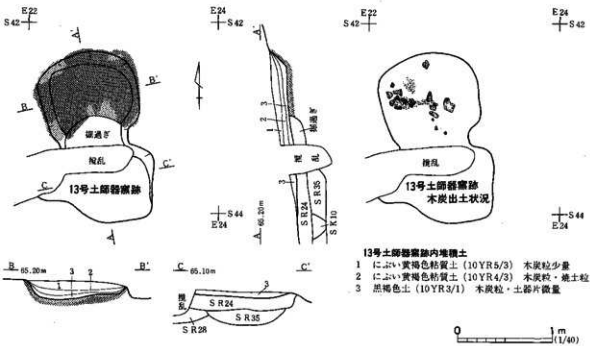 E22
S42
E24
S42
E22
S42
E24
S42
A'
A'
B
B'
堀過ぎ
堀過ぎ
3
2
1
撹乱
撹乱
撹乱
C
C'
13号土師器窯跡
3
SR24
SR35
SK10
13号土師器窯跡
木炭出土状況
A
A
65.20m
E24
S44
E24
S44
B
65.20m
B'
1
3
2
C
65.10m
C'
3
撹乱
SR24
SR35
SR28
13号土師器窯跡内堆積土
1 にぶい黄褐色粘質土 (10YR5/3) 木炭粒少量
2 にぶい黄褐色粘質土 (10YR4/3) 木炭粒・焼土粒
3 黒褐色土 (10YR3/1) 木炭粒・土器片微量
0
1m
(1/40)